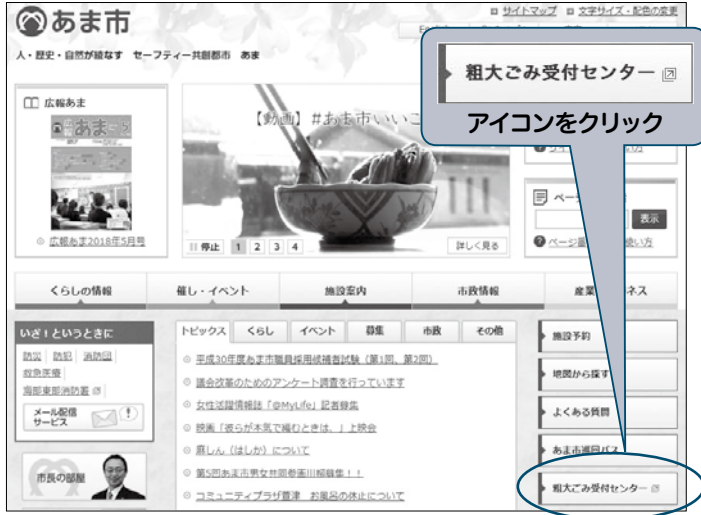 あま市
サイトマップ 文字サイズ・配色の変更
人・歴史・自然が綾なす セーフティー共創都市 あま
粗大ごみ受付センター
アイコンをクリック
広報あま
【動画】#あま市いいこ
広報あま2018年5月号
停止 1 2 3 4 詳しく見る
表示
くらしの情報 催し・イベント 施設案内 市政情報
いざ!というときに
防災 防犯 消防団
救急医療
海部東部消防署
メール配信
サービス
市長の部屋
トピックス くらし イベント 募集 市政 その他
平成30年度あま市職員採用候補者試験(第1回、第2回)
議会改革のためのアンケート調査を行っています
女性活躍情報誌「@MyLife」記者募集
映画「彼らが本気で編むときは、」上映会
麻しん(はしか)について
第5回あま市男女共同参画川柳募集!!
コミュニティプラザ萱津 お風呂の休止について
施設予約
地図から探す
よくある質問
あま市巡回バス
粗大ごみ受付センター